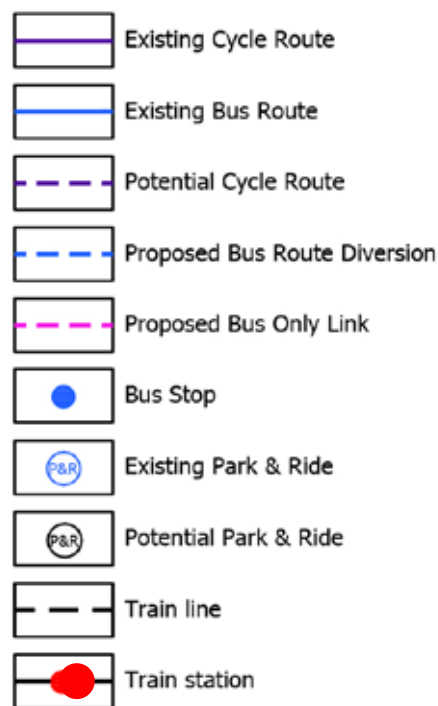 Existing Cycle Route
Existing Bus Route
Potential Cycle Route
Proposed Bus Route Diversion
Proposed Bus Only Link
Bus Stop
P&R Existing Park & Ride
P&R Potential Park & Ride
Train line
Train station